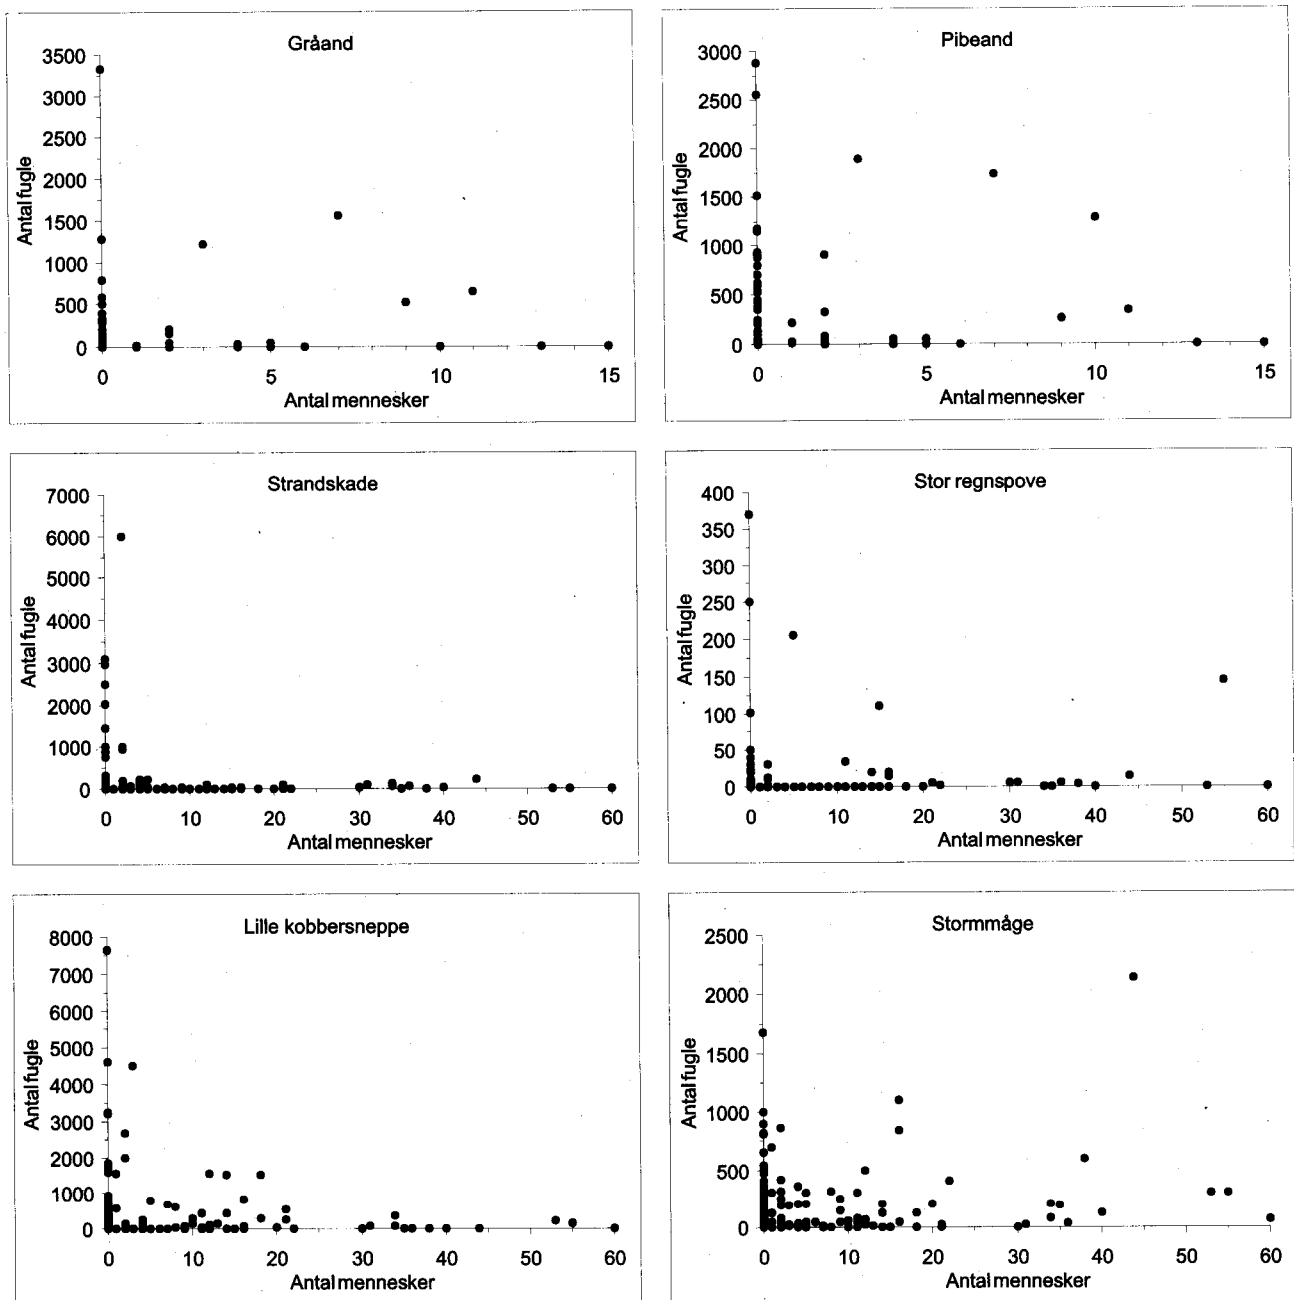 Gråand
3500
3000
2500
2000
1500
1000
500
0
Antal fugle
0 5 10 15
Antal mennesker
Pibeand
3000
2500
2000
1500
1000
500
0
Antal fugle
0 5 10 15
Antal mennesker
Strandskade
7000
6000
5000
4000
3000
2000
1000
0
Antal fugle
0 10 20 30 40 50 60
Antal mennesker
Stor regnspove
400
350
300
250
200
150
100
50
0
Antal fugle
0 10 20 30 40 50 60
Antal mennesker
Lille kobbersneppe
8000
7000
6000
5000
4000
3000
2000
1000
0
Antal fugle
0 10 20 30 40 50 60
Antal mennesker
Stormmåge
2500
2000
1500
1000
500
0
Antal fugle
0 10 20 30 40 50 60
Antal mennesker